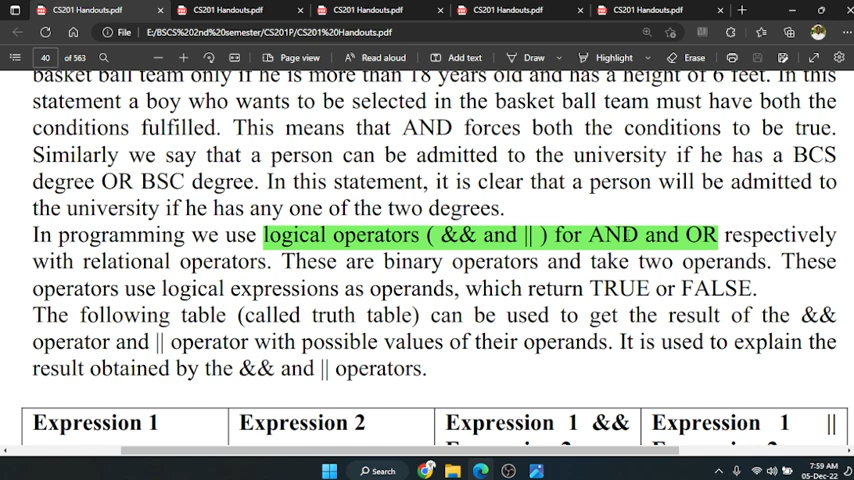 CS201 Handouts.pdf
CS201 Handouts.pdf
CS201 Handouts.pdf
CS201 Handouts.pdf
CS201 Handouts.pdf
File
E:/BSCS%202nd%20semester/CS201P/CS201%20Handouts.pdf
40 of 563
Page view
Read aloud
Add text
Draw
Highlight
Erase
basket ball team only if he is more than 18 years old and has a height of 6 feet. In this
statement a boy who wants to be selected in the basket ball team must have both the
conditions fulfilled. This means that AND forces both the conditions to be true.
Similarly we say that a person can be admitted to the university if he has a BCS
degree OR BSC degree. In this statement, it is clear that a person will be admitted to
the university if he has any one of the two degrees.
In programming we use logical operators ( && and || ) for AND and OR respectively
with relational operators. These are binary operators and take two operands. These
operators use logical expressions as operands, which return TRUE or FALSE.
The following table (called truth table) can be used to get the result of the &&
operator and || operator with possible values of their operands. It is used to explain the
result obtained by the && and || operators.
Expression 1
Expression 2
Expression 1 &&
Expression 1 ||
Search
7:59 AM
05-Dec-22